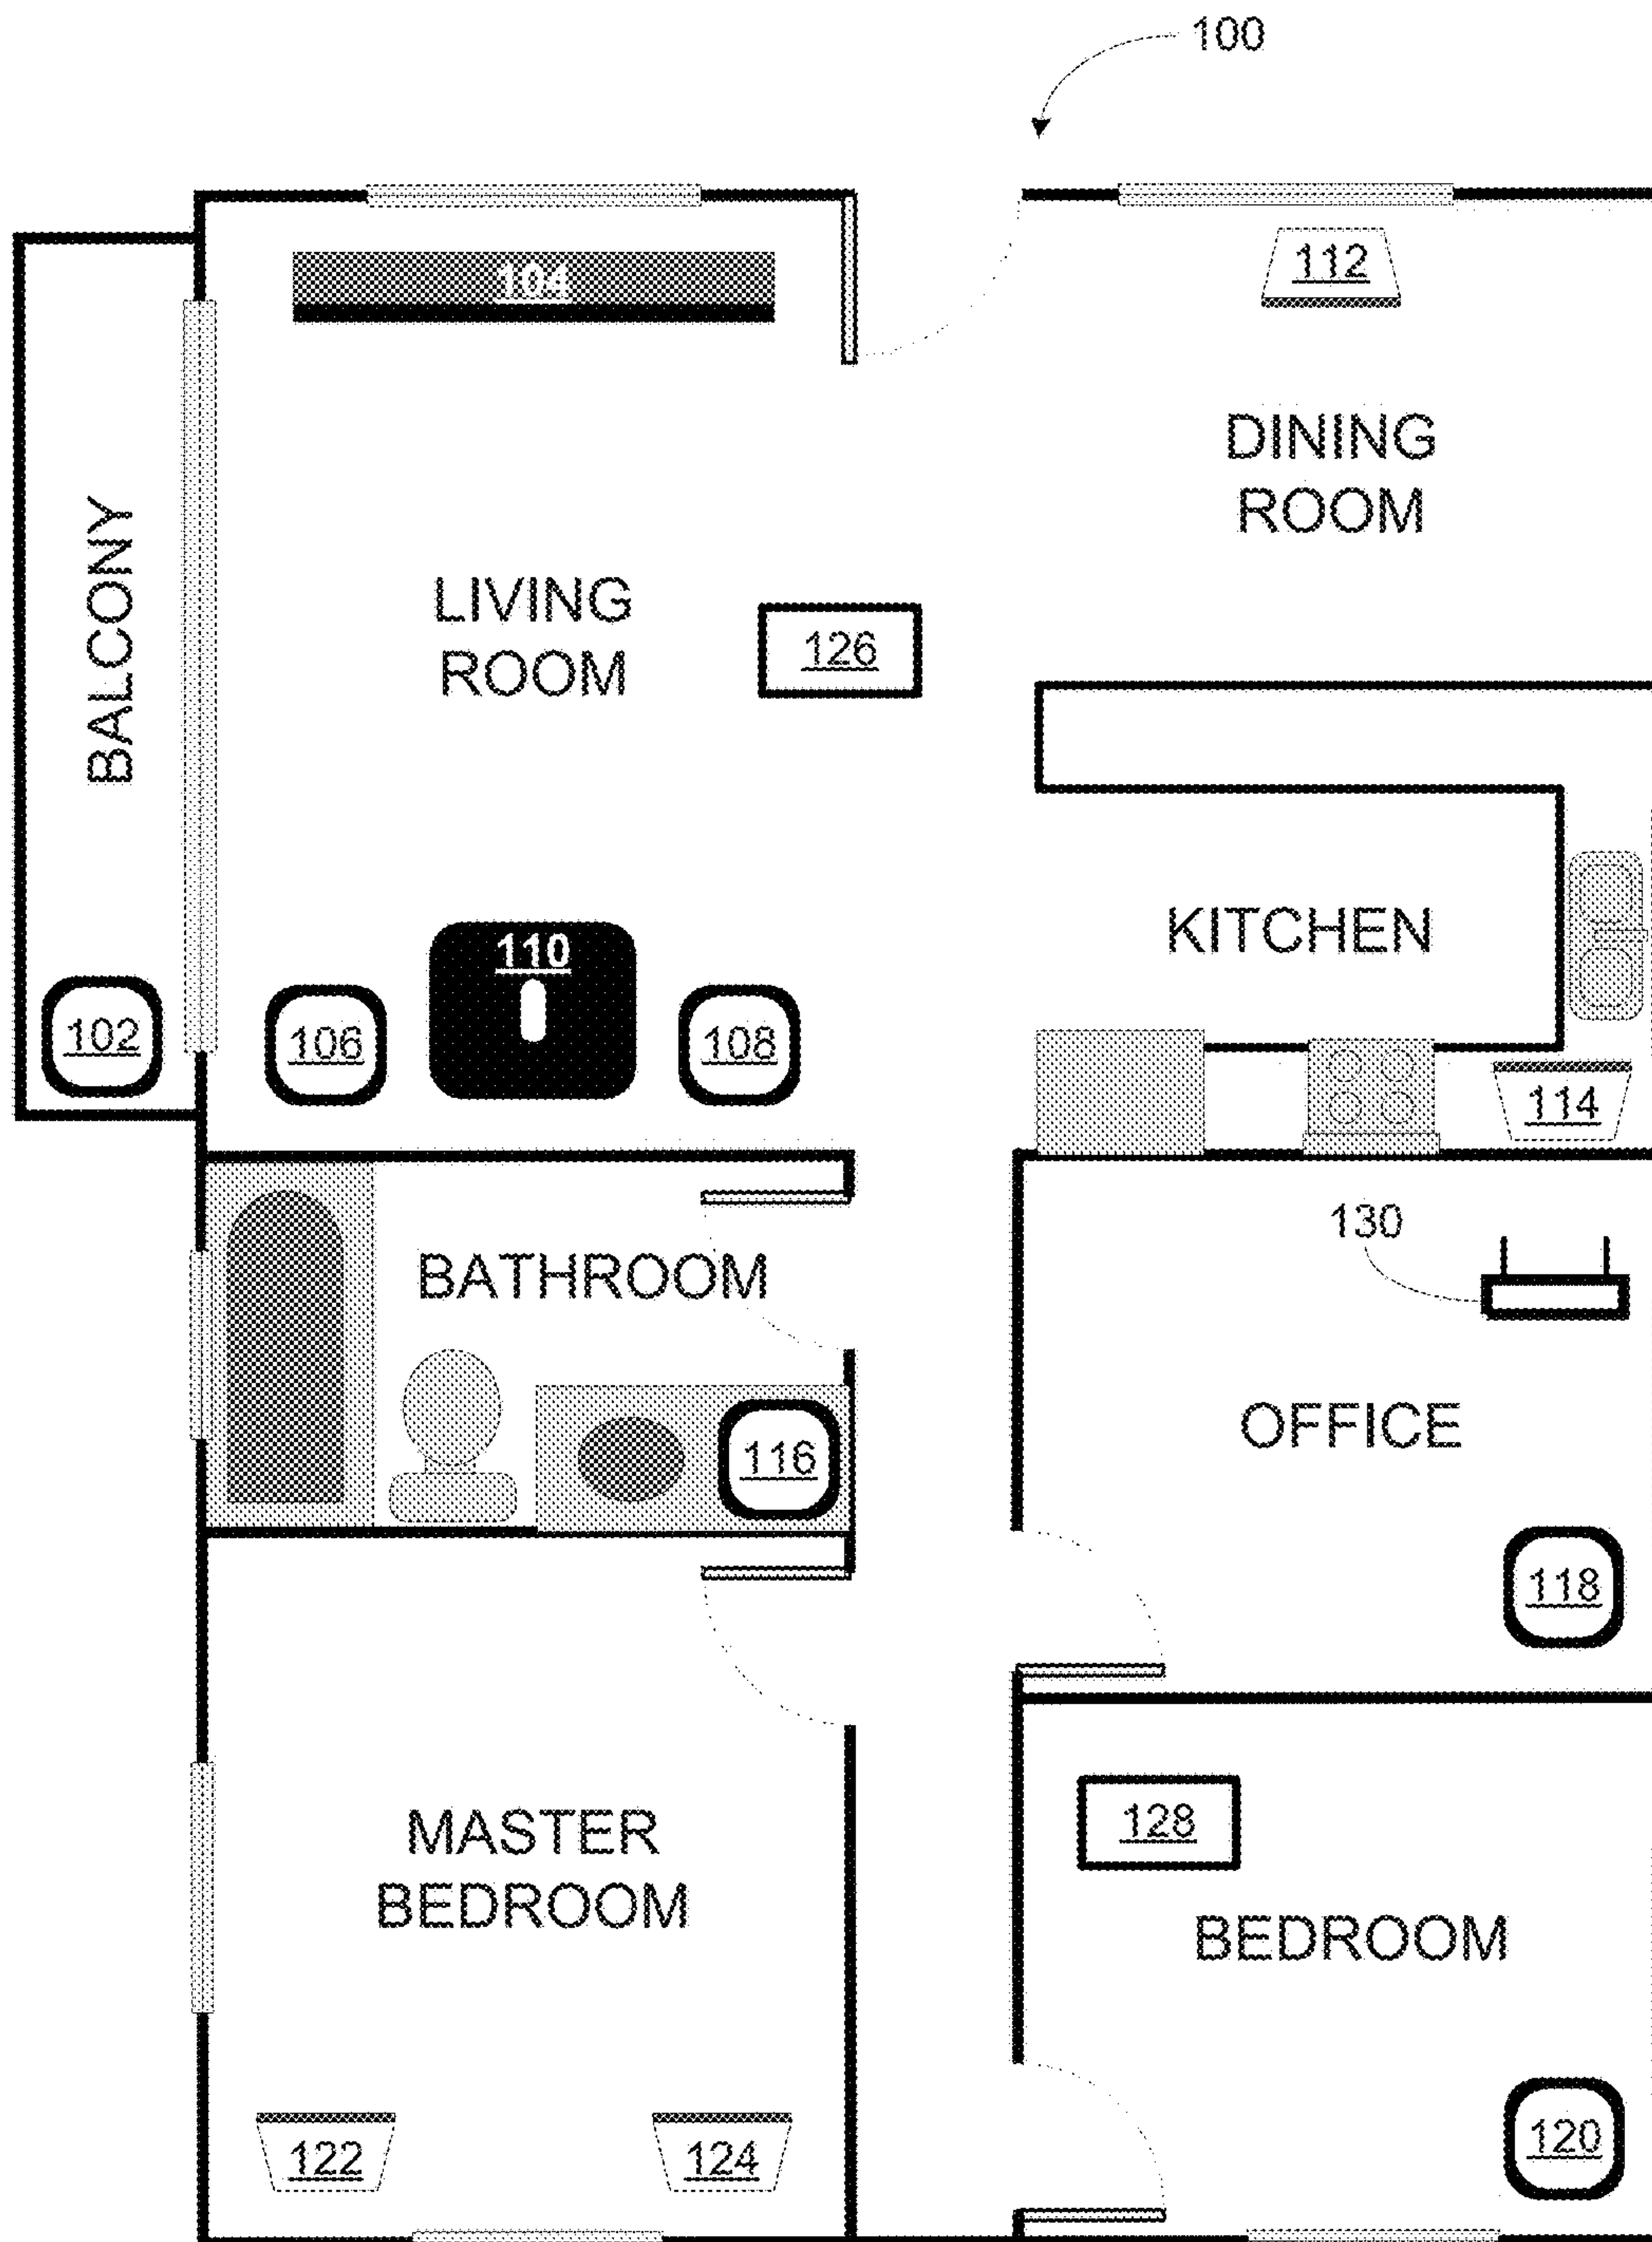 100
104
112
DINING
ROOM
BALCONY
LIVING
ROOM
126
KITCHEN
110
102
106
108
114
130
BATHROOM
OFFICE
116
118
MASTER
BEDROOM
128
BEDROOM
122
124
120